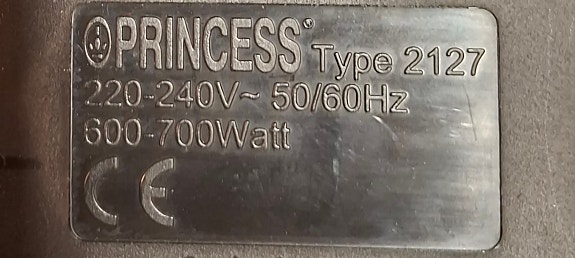 PRINCESS® Type 2127
220-240V~ 50/60Hz
600-700Watt
CE